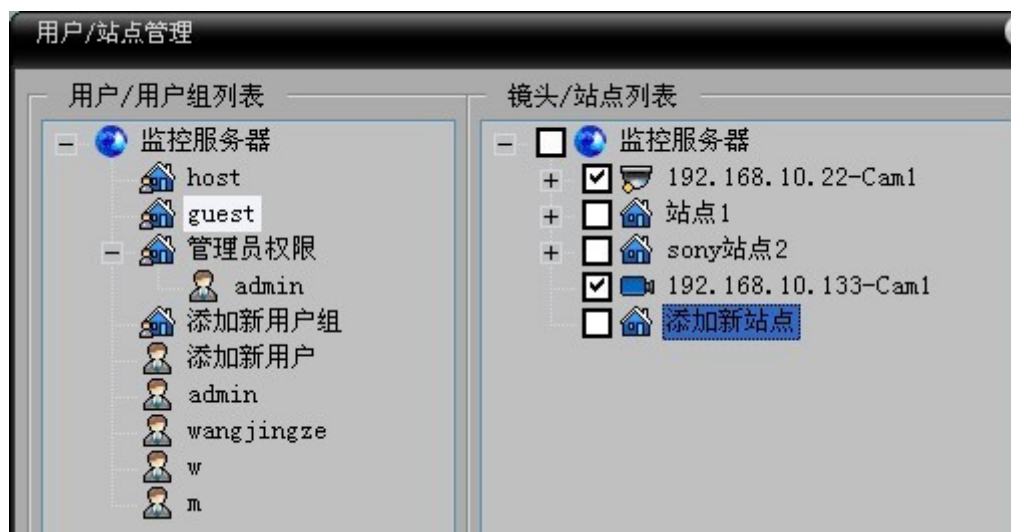 用户/站点管理
用户/用户组列表
监控服务器
host
guest
管理员权限
admin
添加新用户组
添加新用户
admin
wangjingze
w
m
镜头/站点列表
监控服务器
192.168.10.22-Cam1
站点1
sony站点2
192.168.10.133-Cam1
添加新站点